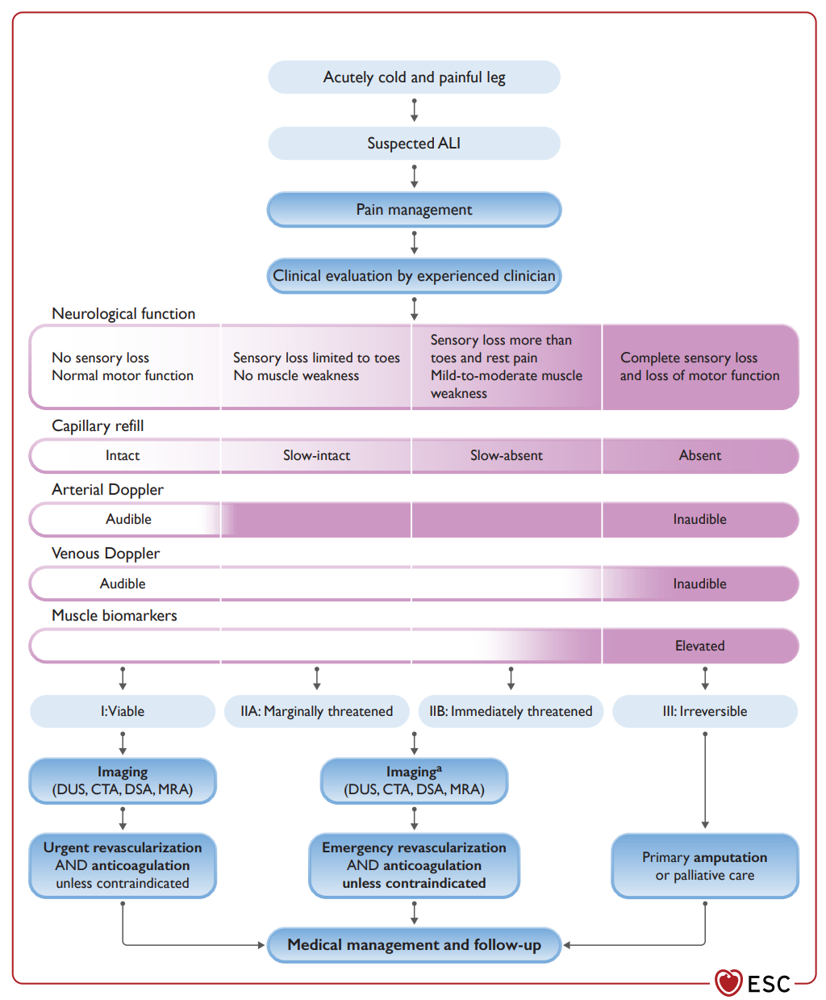 Acutely cold and painful leg
Suspected ALI
Pain management
Clinical evaluation by experienced clinician
Neurological function
No sensory loss
Normal motor function
Sensory loss limited to toes
No muscle weakness
Sensory loss more than
toes and rest pain
Mild-to-moderate muscle
weakness
Complete sensory loss
and loss of motor function
Capillary refill
Intact
Slow-intact
Slow-absent
Absent
Arterial Doppler
Audible
Inaudible
Venous Doppler
Audible
Inaudible
Muscle biomarkers
Elevated
I: Viable
IIA: Marginally threatened
IIB: Immediately threatened
III: Irreversible
Imaging
(DUS, CTA, DSA, MRA)
Imagingᵃ
(DUS, CTA, DSA, MRA)
Urgent revascularization
AND anticoagulation
unless contraindicated
Emergency revascularization
AND anticoagulation
unless contraindicated
Primary amputation
or palliative care
Medical management and follow-up
ESC